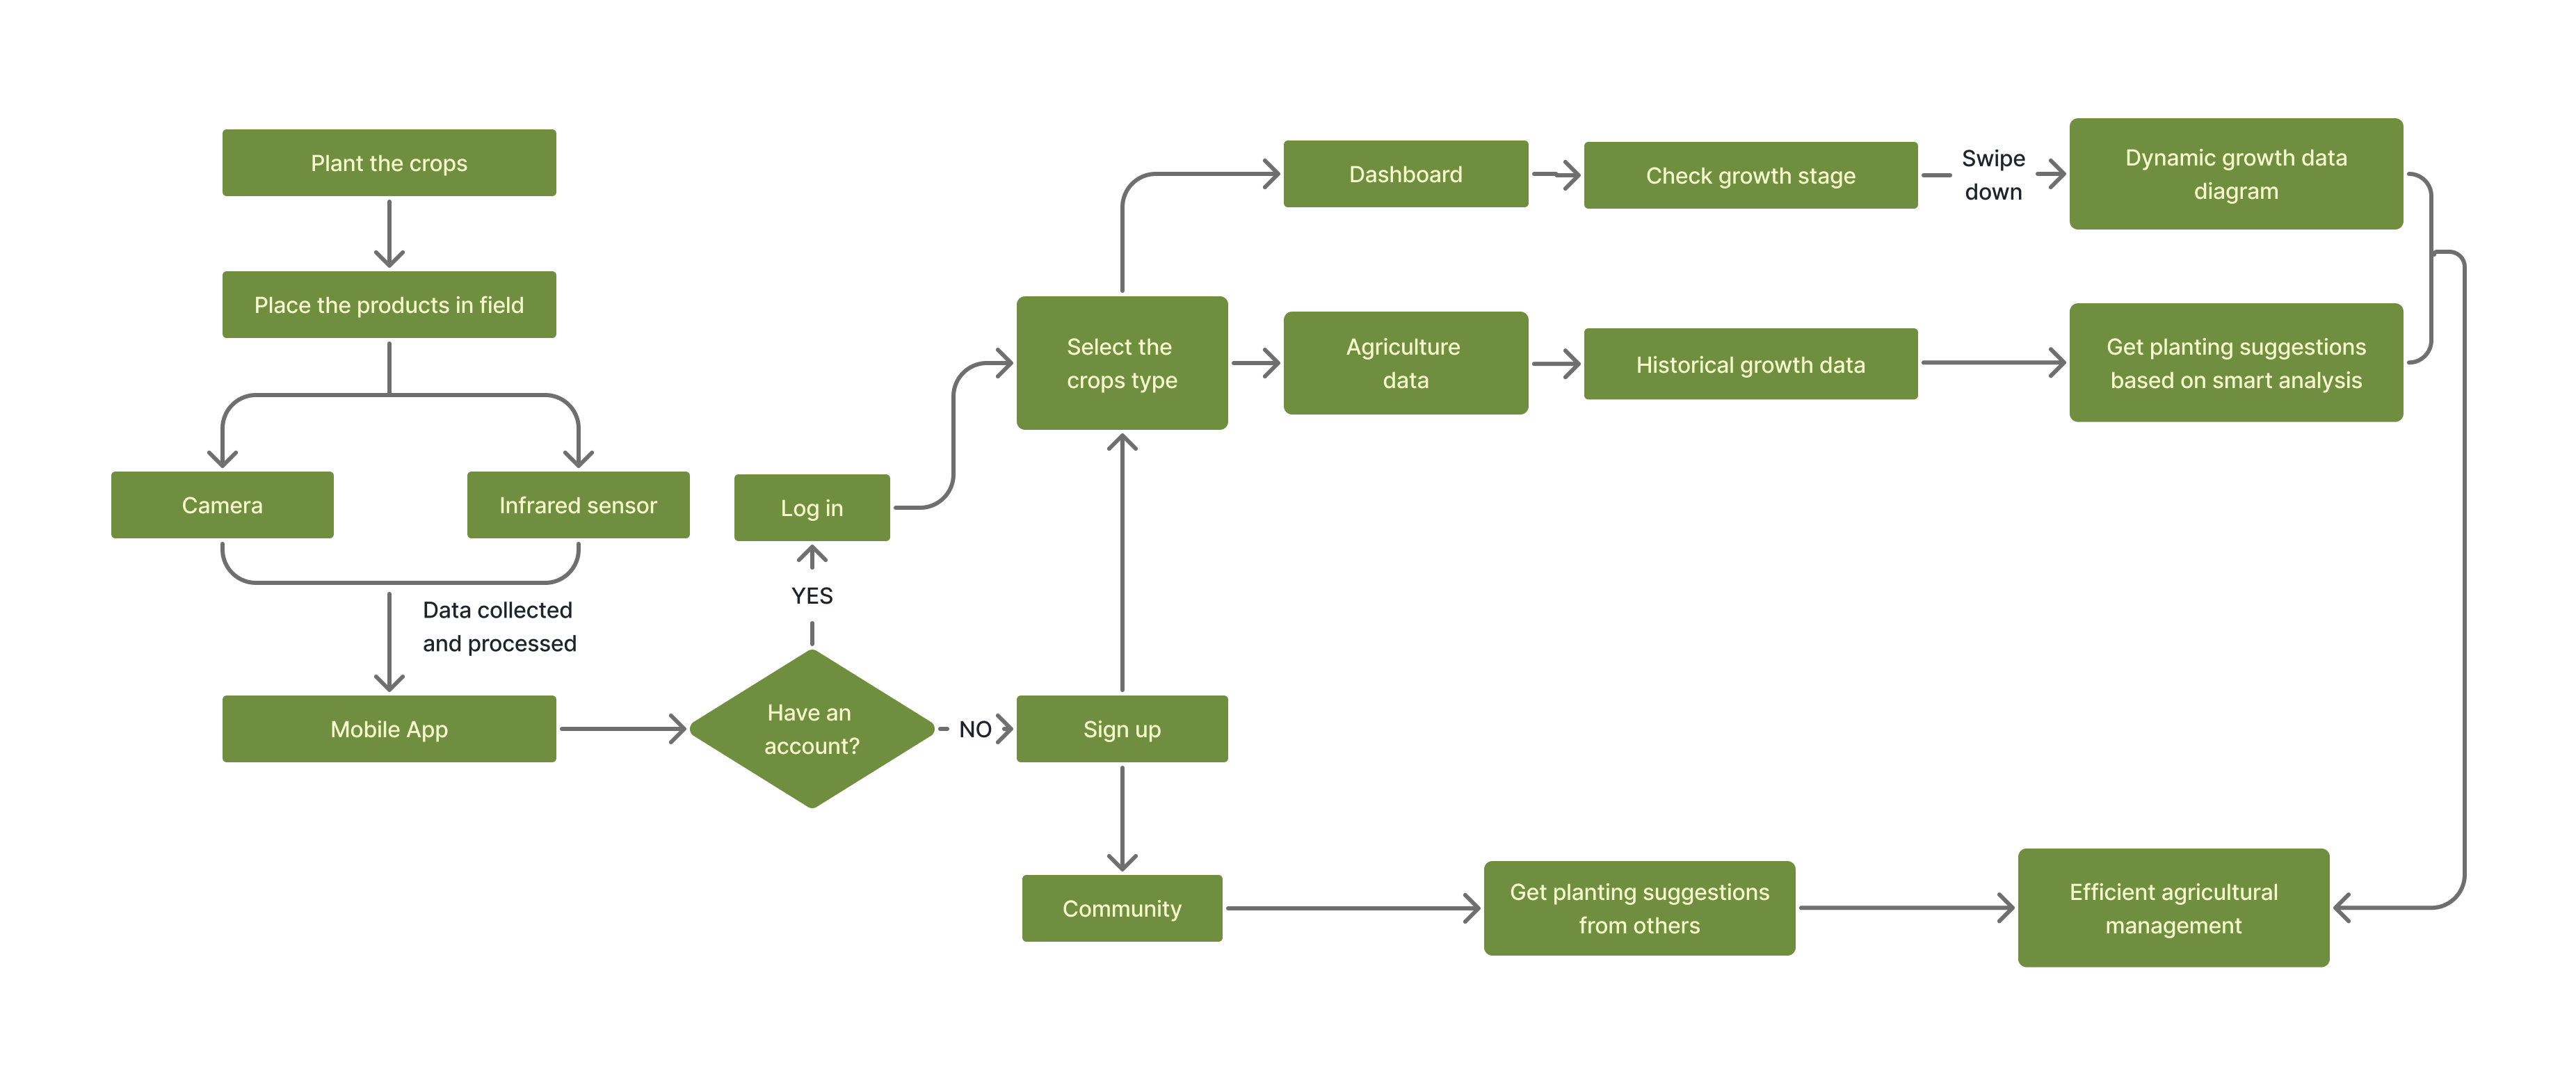 Plant the crops
Place the products in field
Camera
Infrared sensor
Data collected
and processed
Mobile App
Have an
account?
YES
Log in
NO
Sign up
Select the
crops type
Dashboard
Check growth stage
Swipe
down
Dynamic growth data
diagram
Agriculture
data
Historical growth data
Get planting suggestions
based on smart analysis
Community
Get planting suggestions
from others
Efficient agricultural
management